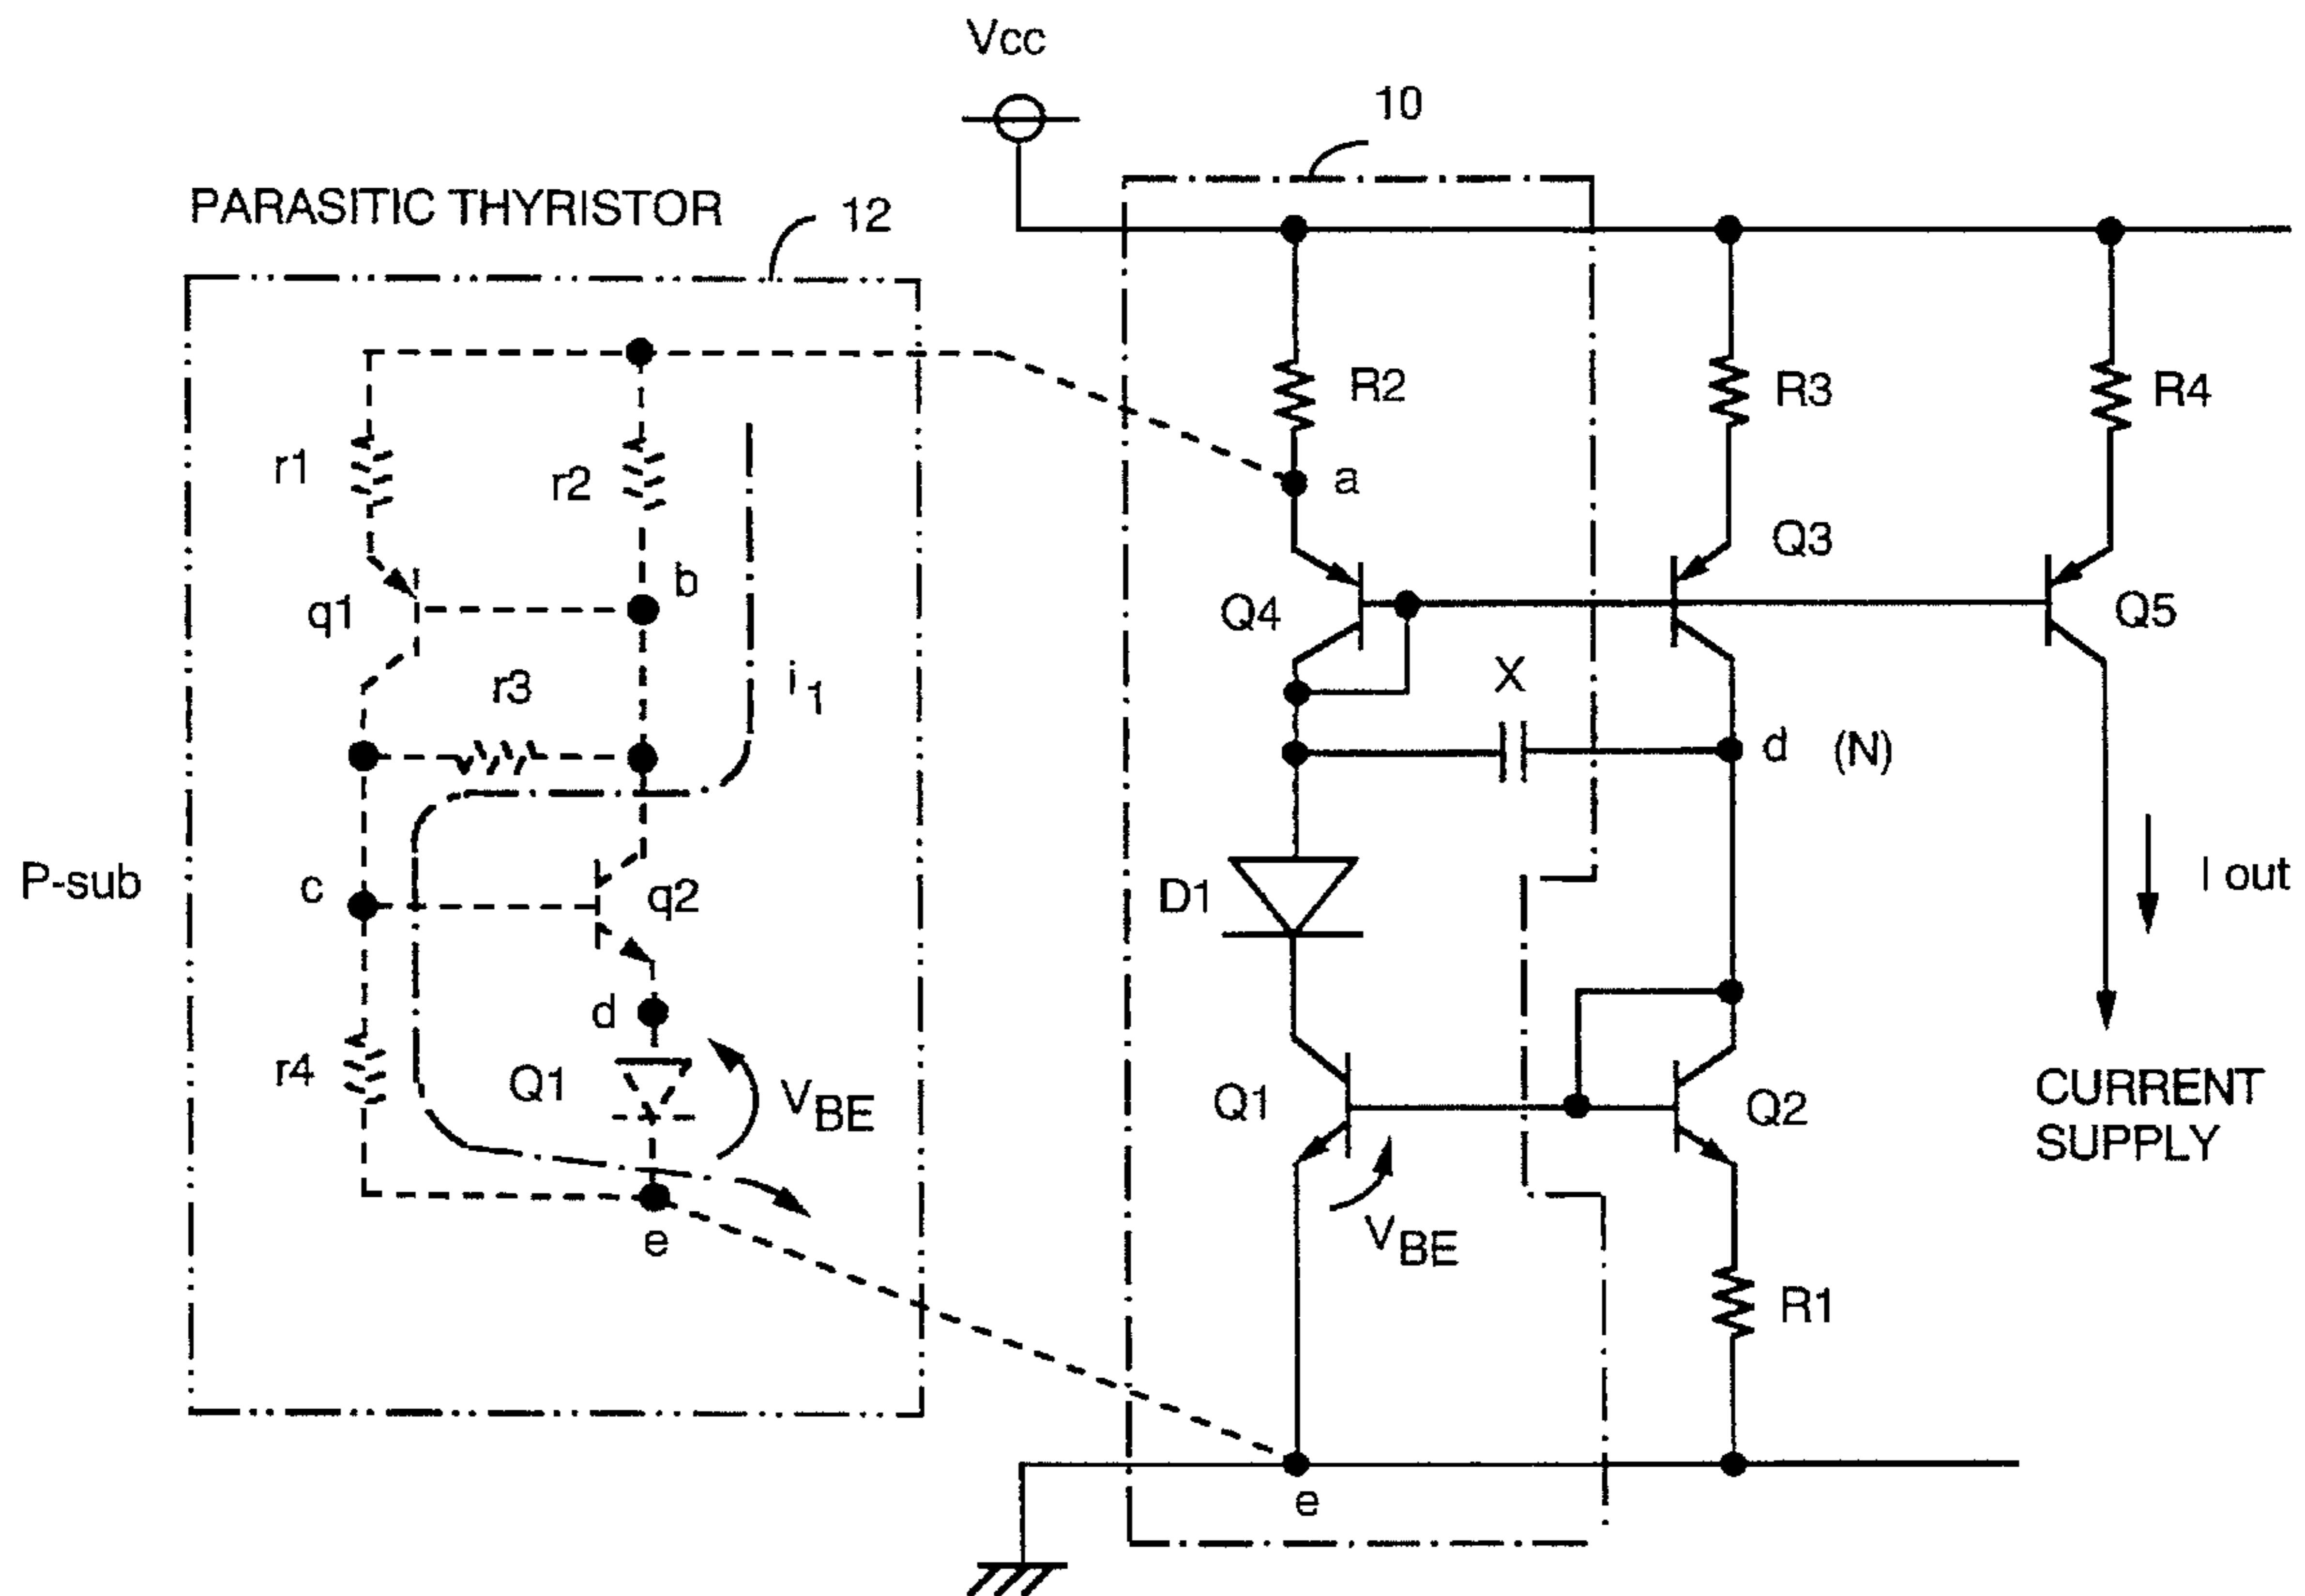 Vcc
10
PARASITIC THYRISTOR
12
R2
R3
R4
r1
r2
a
b
q1
Q4
Q3
Q5
r3
i1
X
d (N)
P-sub
c
q2
D1
I out
d
r4
Q1
VBE
Q1
Q2
CURRENT
SUPPLY
VBE
e
R1
e